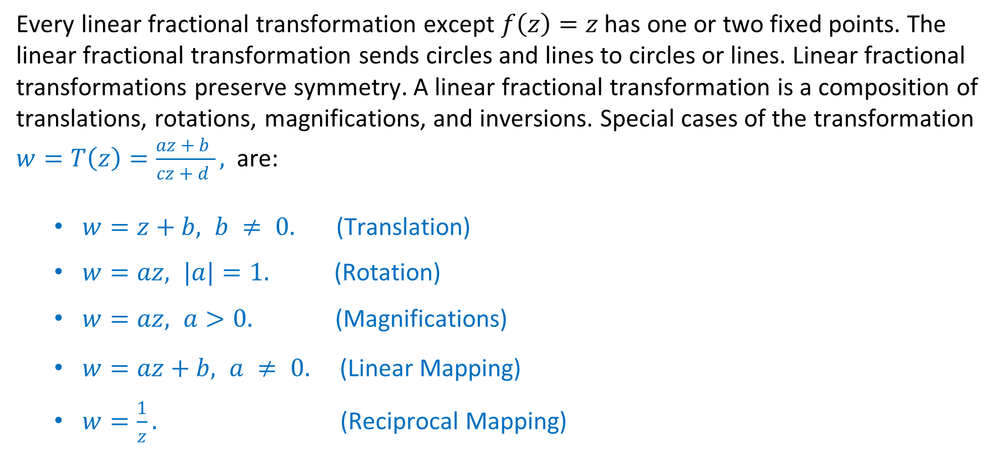 Every linear fractional transformation except f(z) = z has one or two fixed points. The
linear fractional transformation sends circles and lines to circles or lines. Linear fractional
transformations preserve symmetry. A linear fractional transformation is a composition of
translations, rotations, magnifications, and inversions. Special cases of the transformation
w = T(z) = \frac{az + b}{cz + d}, are:
• w = z + b, b ≠ 0. (Translation)
• w = az, |a| = 1. (Rotation)
• w = az, a > 0. (Magnifications)
• w = az + b, a ≠ 0. (Linear Mapping)
• w = \frac{1}{z}. (Reciprocal Mapping)